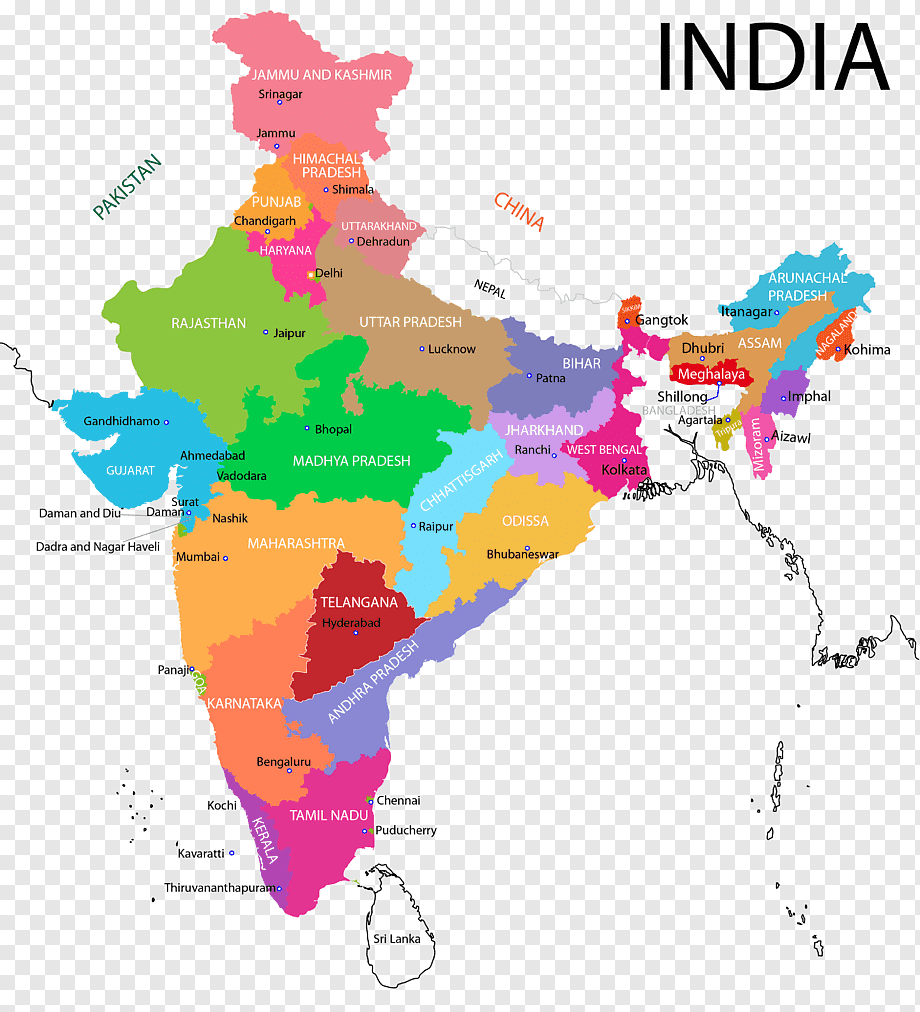 INDIA
JAMMU AND KASHMIR
Srinagar
Jammu
PAKISTAN
HIMACHAL
PRADESH
Shimala
CHINA
PUNJAB
Chandigarh
UTTARAKHAND
Dehradun
HARYANA
Delhi
NEPAL
ARUNACHAL
PRADESH
Itanagar
SIKKIM
Gangtok
RAJASTHAN
Jaipur
UTTAR PRADESH
Lucknow
ASSAM
NAGALAND
Kohima
Dhubri
BIHAR
Patna
Meghalaya
Shillong
Imphal
BANGLADESH
Agartala
Tripura
Mizoram
Aizawl
Gandhidhamo
Bhopal
JHARKHAND
Ranchi
WEST BENGAL
Kolkata
Ahmedabad
GUJARAT
Vadodara
MADHYA PRADESH
CHHATTISGARH
Raipur
Surat
Daman and Diu
Daman
Nashik
ODISSA
Bhubaneswar
Dadra and Nagar Haveli
MAHARASHTRA
Mumbai
TELANGANA
Hyderabad
Panaji
GOA
KARNATAKA
ANDHRA PRADESH
Bengaluru
Kochi
Chennai
TAMIL NADU
KERALA
Puducherry
Kavaratti
Thiruvananthapuram
Sri Lanka